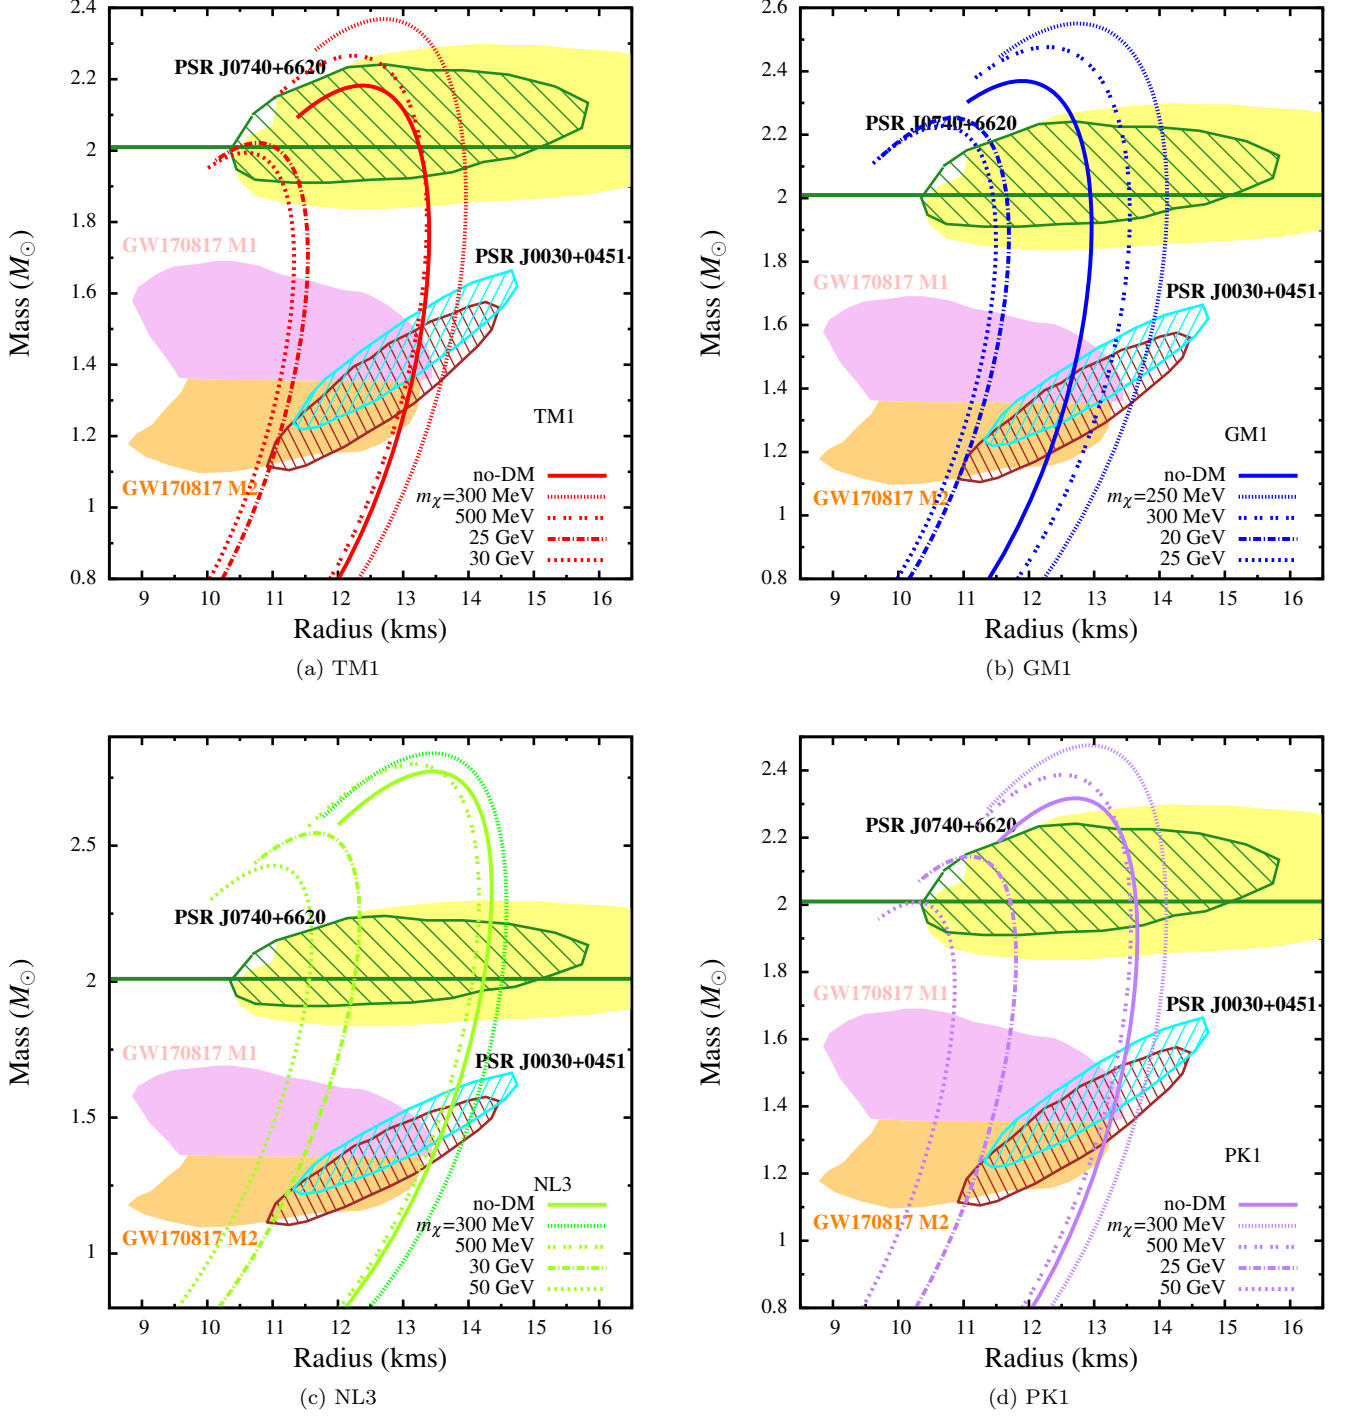 2.4
2.2
2
1.8
1.6
1.4
1.2
1
0.8
Mass (M⊙)
PSR J0740+6620
GW170817 M1
PSR J0030+0451
TM1
GW170817 M2
no-DM
mχ=300 MeV
500 MeV
25 GeV
30 GeV
9 10 11 12 13 14 15 16
Radius (kms)
(a) TM1
2.6
2.4
2.2
2
1.8
1.6
1.4
1.2
1
0.8
Mass (M⊙)
PSR J0740+6620
GW170817 M1
PSR J0030+0451
GM1
GW170817 M2
no-DM
mχ=250 MeV
300 MeV
20 GeV
25 GeV
9 10 11 12 13 14 15 16
Radius (kms)
(b) GM1
2.5
2
1.5
1
Mass (M⊙)
PSR J0740+6620
GW170817 M1
PSR J0030+0451
NL3
GW170817 M2
no-DM
mχ=300 MeV
500 MeV
30 GeV
50 GeV
9 10 11 12 13 14 15 16
Radius (kms)
(c) NL3
2.4
2.2
2
1.8
1.6
1.4
1.2
1
0.8
Mass (M⊙)
PSR J0740+6620
GW170817 M1
PSR J0030+0451
PK1
GW170817 M2
no-DM
mχ=300 MeV
500 MeV
25 GeV
50 GeV
9 10 11 12 13 14 15 16
Radius (kms)
(d) PK1